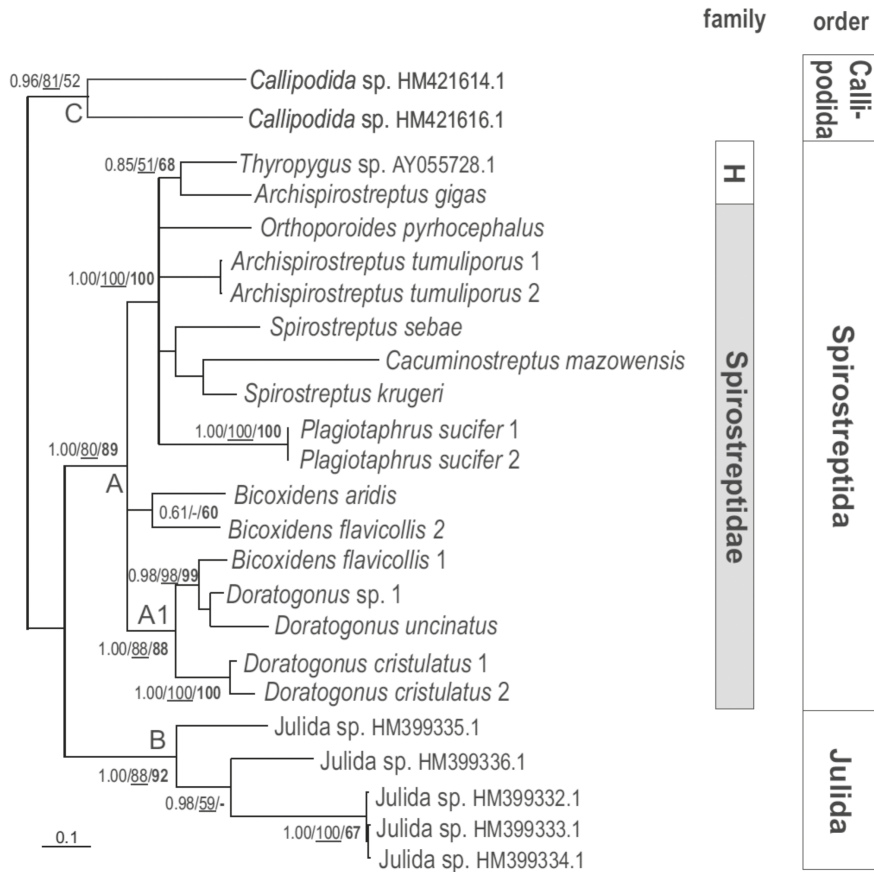 family order
0.96/81/52
Callipodida sp. HM421614.1
C
Callipodida sp. HM421616.1
Calli-
podida
0.85/51/68
Thyropygus sp. AY055728.1
H
Archispirostreptus gigas
Orthoporoides pyrhocephalus
1.00/100/100
Archispirostreptus tumuliporus 1
Archispirostreptus tumuliporus 2
Spirostreptus sebae
Cacuminostreptus mazowensis
Spirostreptus krugeri
1.00/100/100
Plagiotaphrus sucifer 1
Plagiotaphrus sucifer 2
1.00/80/89
A
Spirostreptidae
Spirostreptida
Bicoxidens aridis
0.61/-/60
Bicoxidens flavicollis 2
Bicoxidens flavicollis 1
0.98/98/99
Doratogonus sp. 1
A1
Doratogonus uncinatus
1.00/88/88
Doratogonus cristulatus 1
1.00/100/100
Doratogonus cristulatus 2
B
Julida sp. HM399335.1
1.00/88/92
Julida sp. HM399336.1
0.98/59/-
Julida sp. HM399332.1
1.00/100/67
Julida sp. HM399333.1
Julida sp. HM399334.1
Julida
0.1